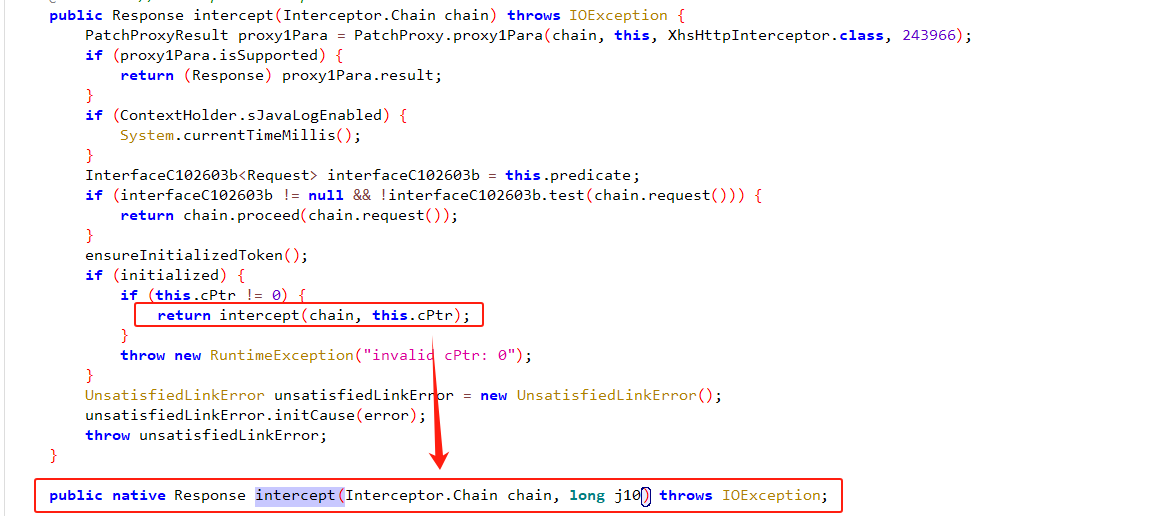 public Response intercept(Interceptor.Chain chain) throws IOException {
PatchProxyResult proxy1Para = PatchProxy.proxy1Para(chain, this, XhsHttpInterceptor.class, 243966);
if (proxy1Para.isSupported) {
return (Response) proxy1Para.result;
}
if (ContextHolder.sJavaLogEnabled) {
System.currentTimeMillis();
}
InterfaceC102603b<Request> interfaceC102603b = this.predicate;
if (interfaceC102603b != null && !interfaceC102603b.test(chain.request())) {
return chain.proceed(chain.request());
}
ensureInitializedToken();
if (initialized) {
if (this.cPtr != 0) {
return intercept(chain, this.cPtr);
}
throw new RuntimeException("invalid cPtr: 0");
}
UnsatisfiedLinkError unsatisfiedLinkError = new UnsatisfiedLinkError();
unsatisfiedLinkError.initCause(error);
throw unsatisfiedLinkError;
}
public native Response intercept(Interceptor.Chain chain, long j10) throws IOException;